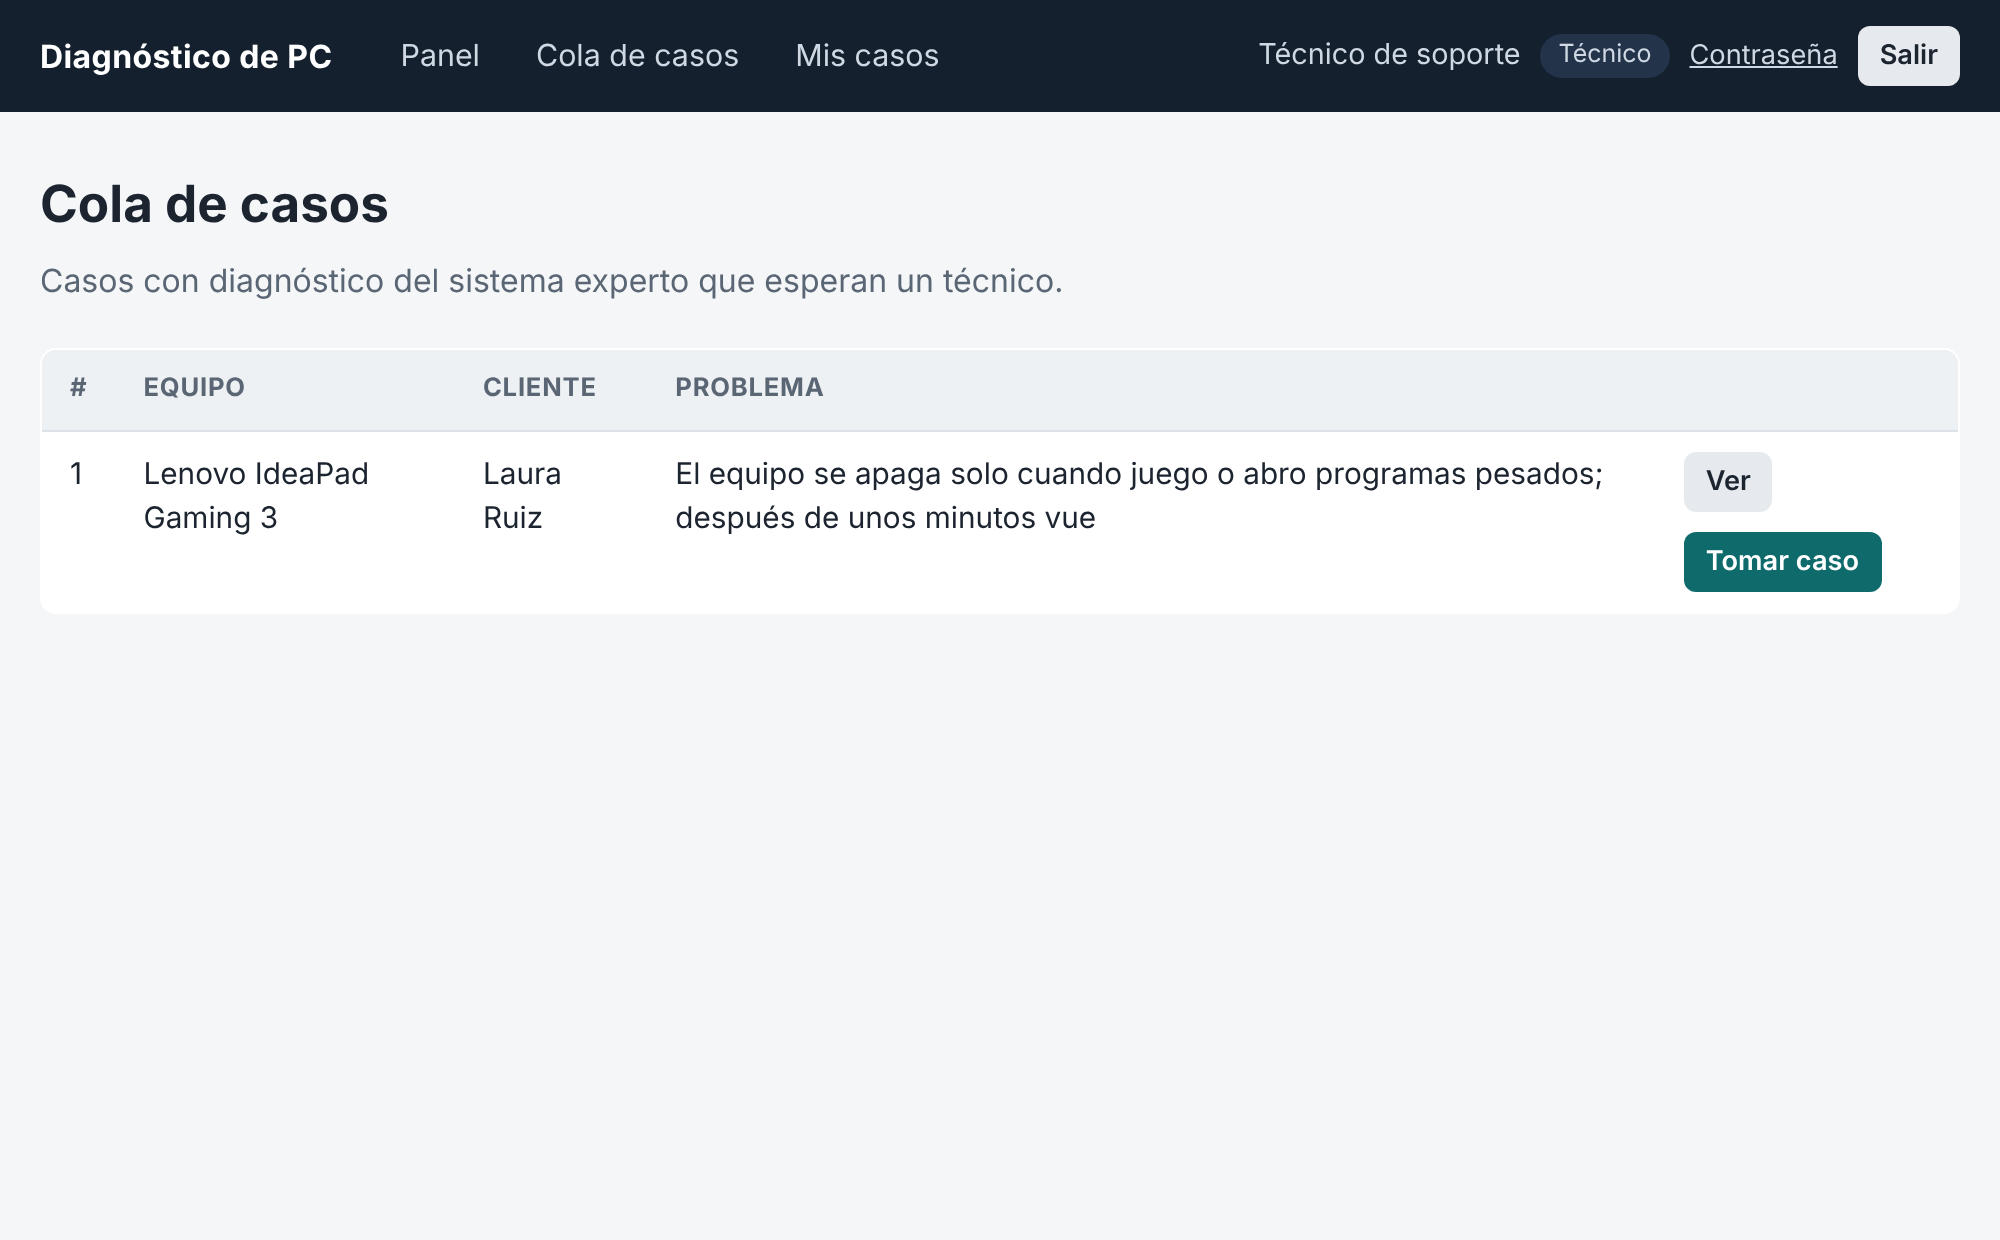 Diagnóstico de PC Panel Cola de casos Mis casos Técnico de soporte Técnico Contraseña Salir
Cola de casos
Casos con diagnóstico del sistema experto que esperan un técnico.
# EQUIPO CLIENTE PROBLEMA
1 Lenovo IdeaPad Laura El equipo se apaga solo cuando juego o abro programas pesados; Ver
Gaming 3 Ruiz después de unos minutos vue
Tomar caso